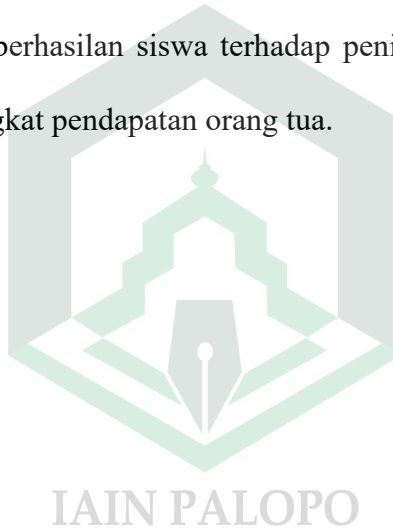 berhasilan siswa terhadap peni
gkat pendapatan orang tua.
IAIN PALOPO